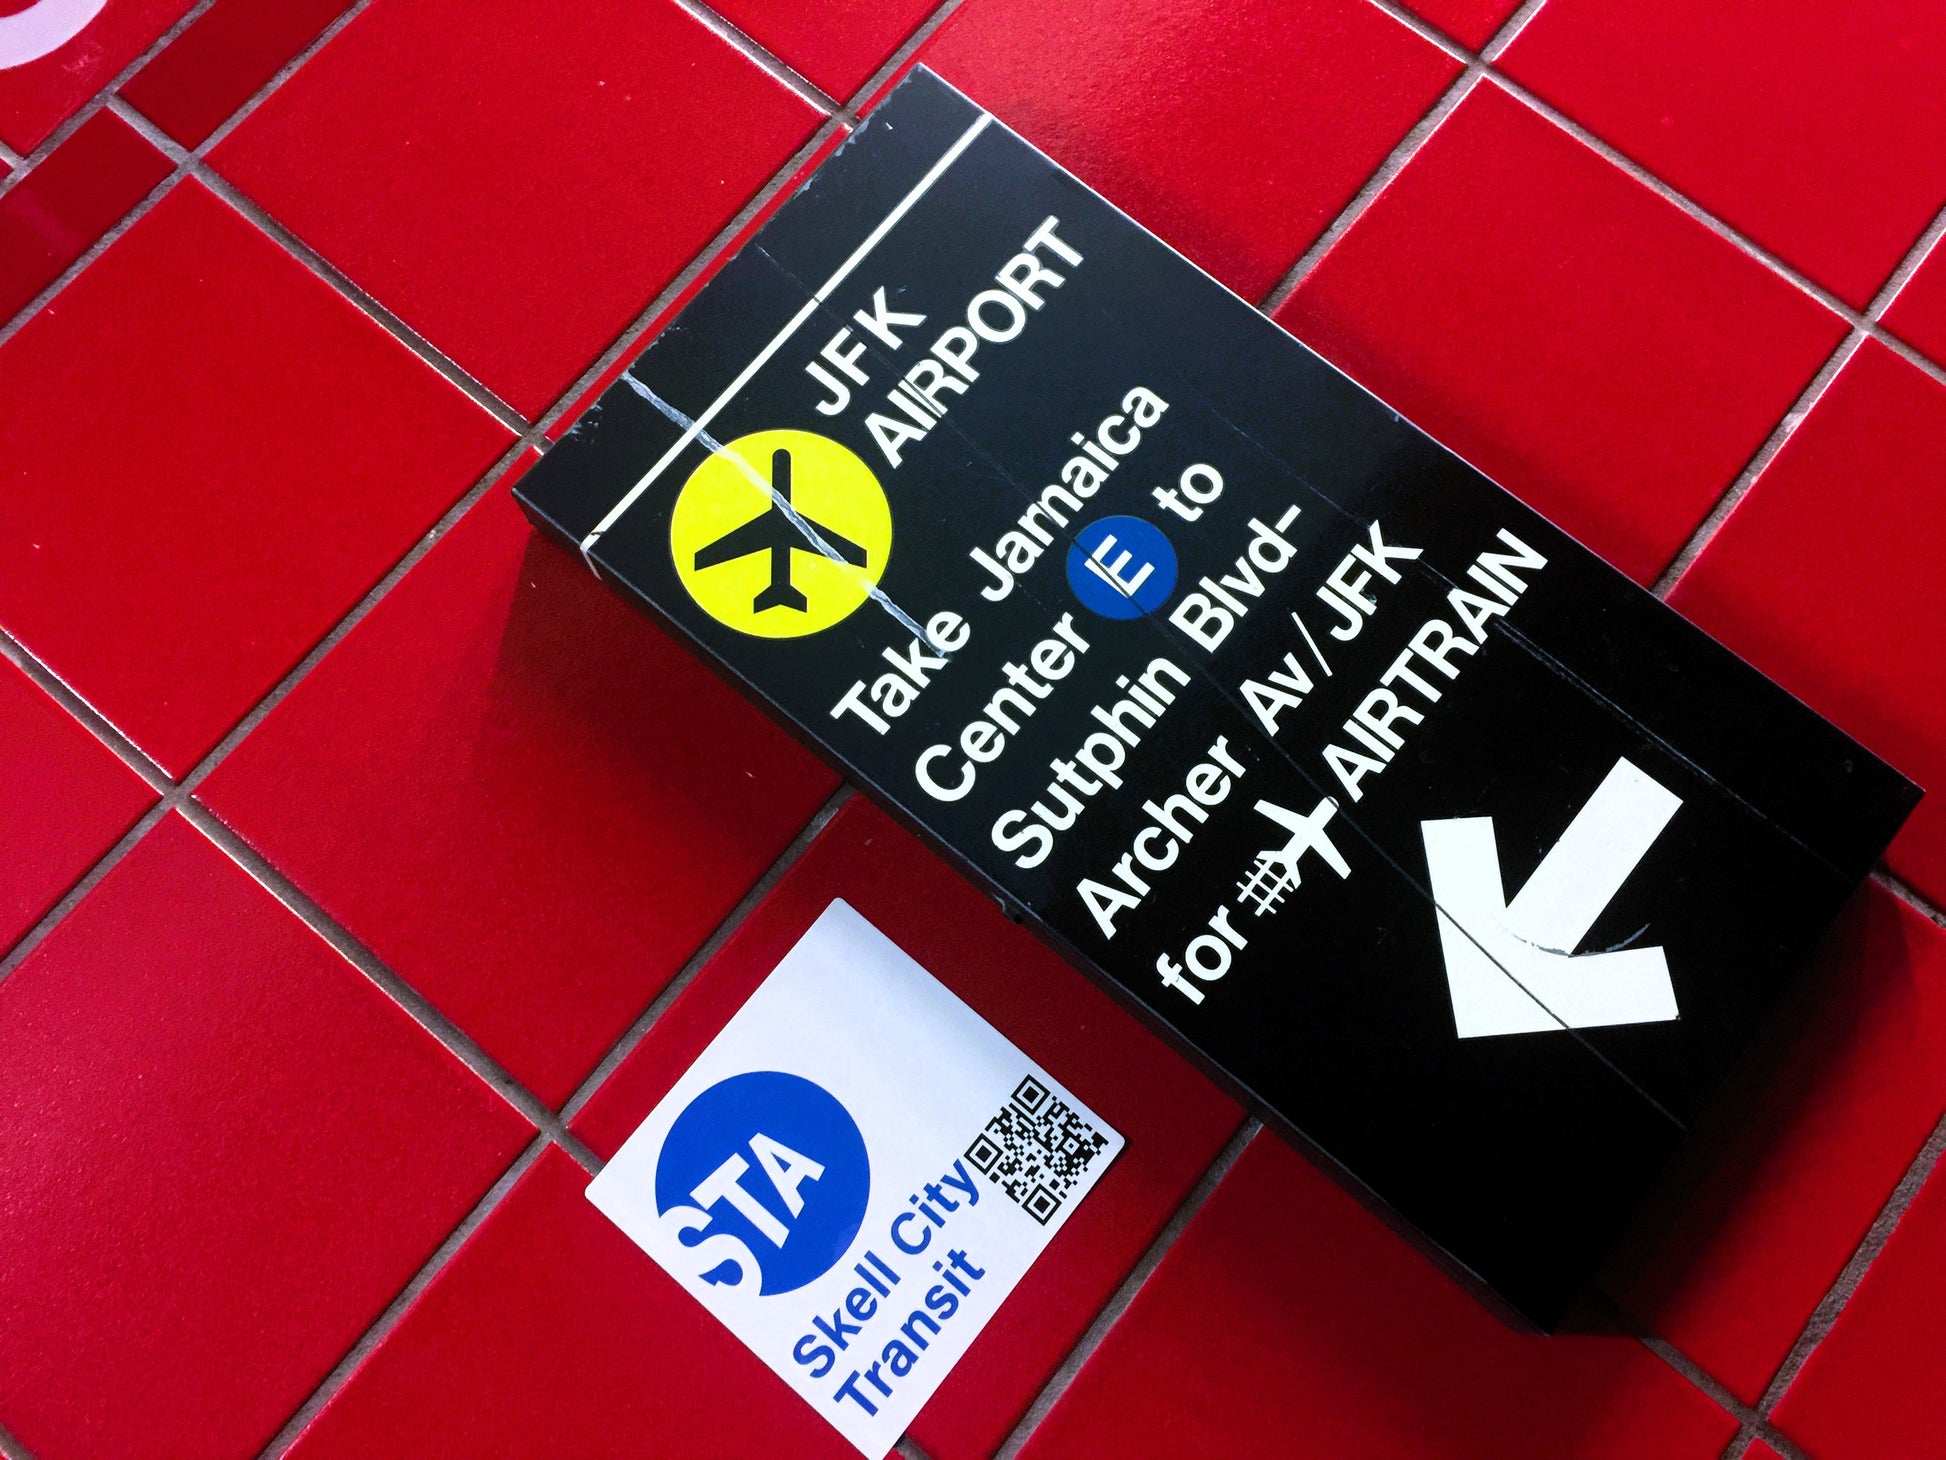 JFK
AIRPORT
Take Jamaica
Center E to
Sutphin Blvd-
Archer Av/JFK
for AIRTRAIN
STA
Skell City
Transit